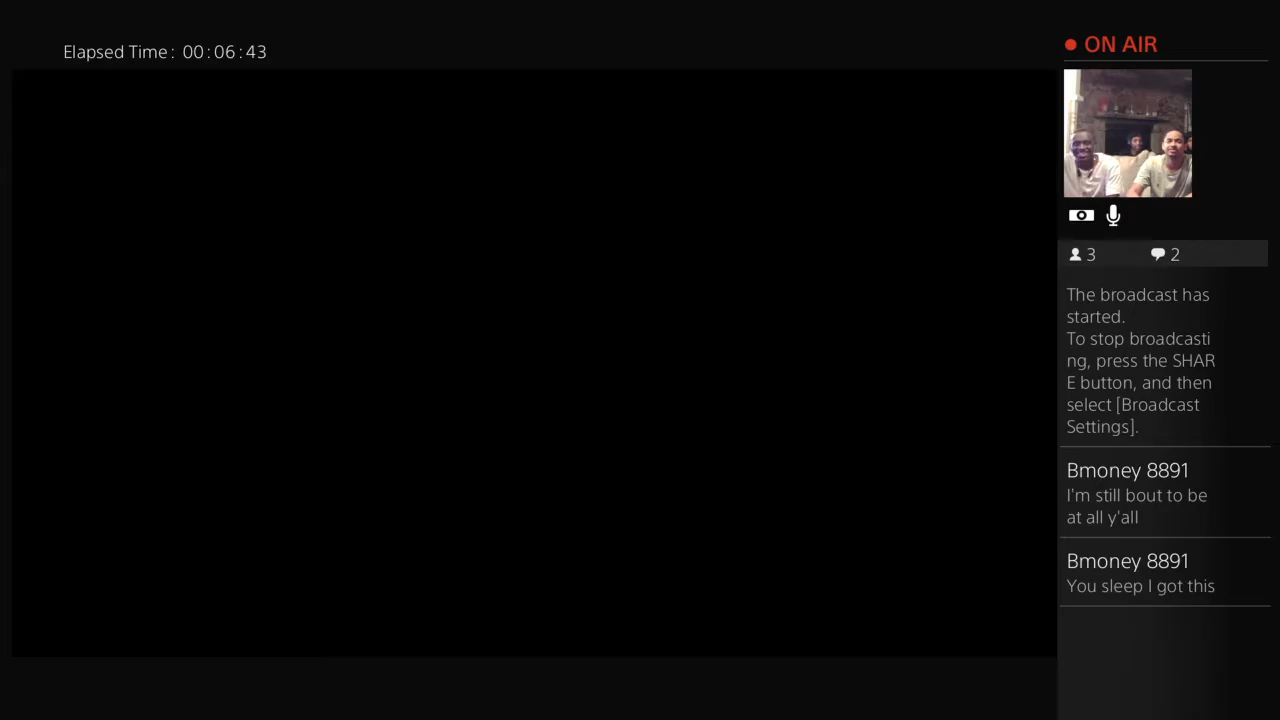 Elapsed Time: 00:06:43
ON AIR
3 2
The broadcast has
started.
To stop broadcasti
ng, press the SHAR
E button, and then
select [Broadcast
Settings].
Bmoney 8891
I'm still bout to be
at all y'all
Bmoney 8891
You sleep I got this